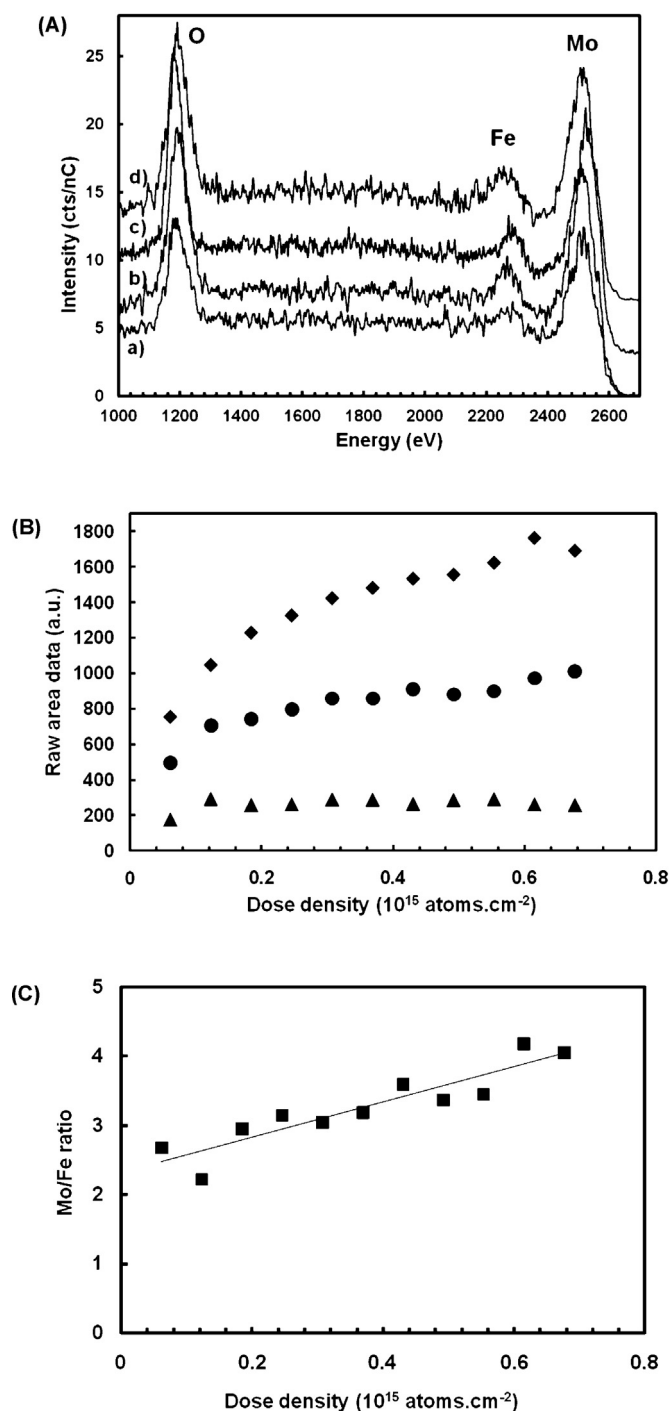 (A)
O
Mo
Fe
d)
c)
b)
a)
Intensity (cts/nC)
25
20
15
10
5
0
1000 1200 1400 1600 1800 2000 2200 2400 2600
Energy (eV)
(B)
Raw area data (a.u.)
1800
1600
1400
1200
1000
800
600
400
200
0
0 0.2 0.4 0.6 0.8
Dose density (10¹⁵ atoms.cm⁻²)
(C)
Mo/Fe ratio
5
4
3
2
1
0
0 0.2 0.4 0.6 0.8
Dose density (10¹⁵ atoms.cm⁻²)